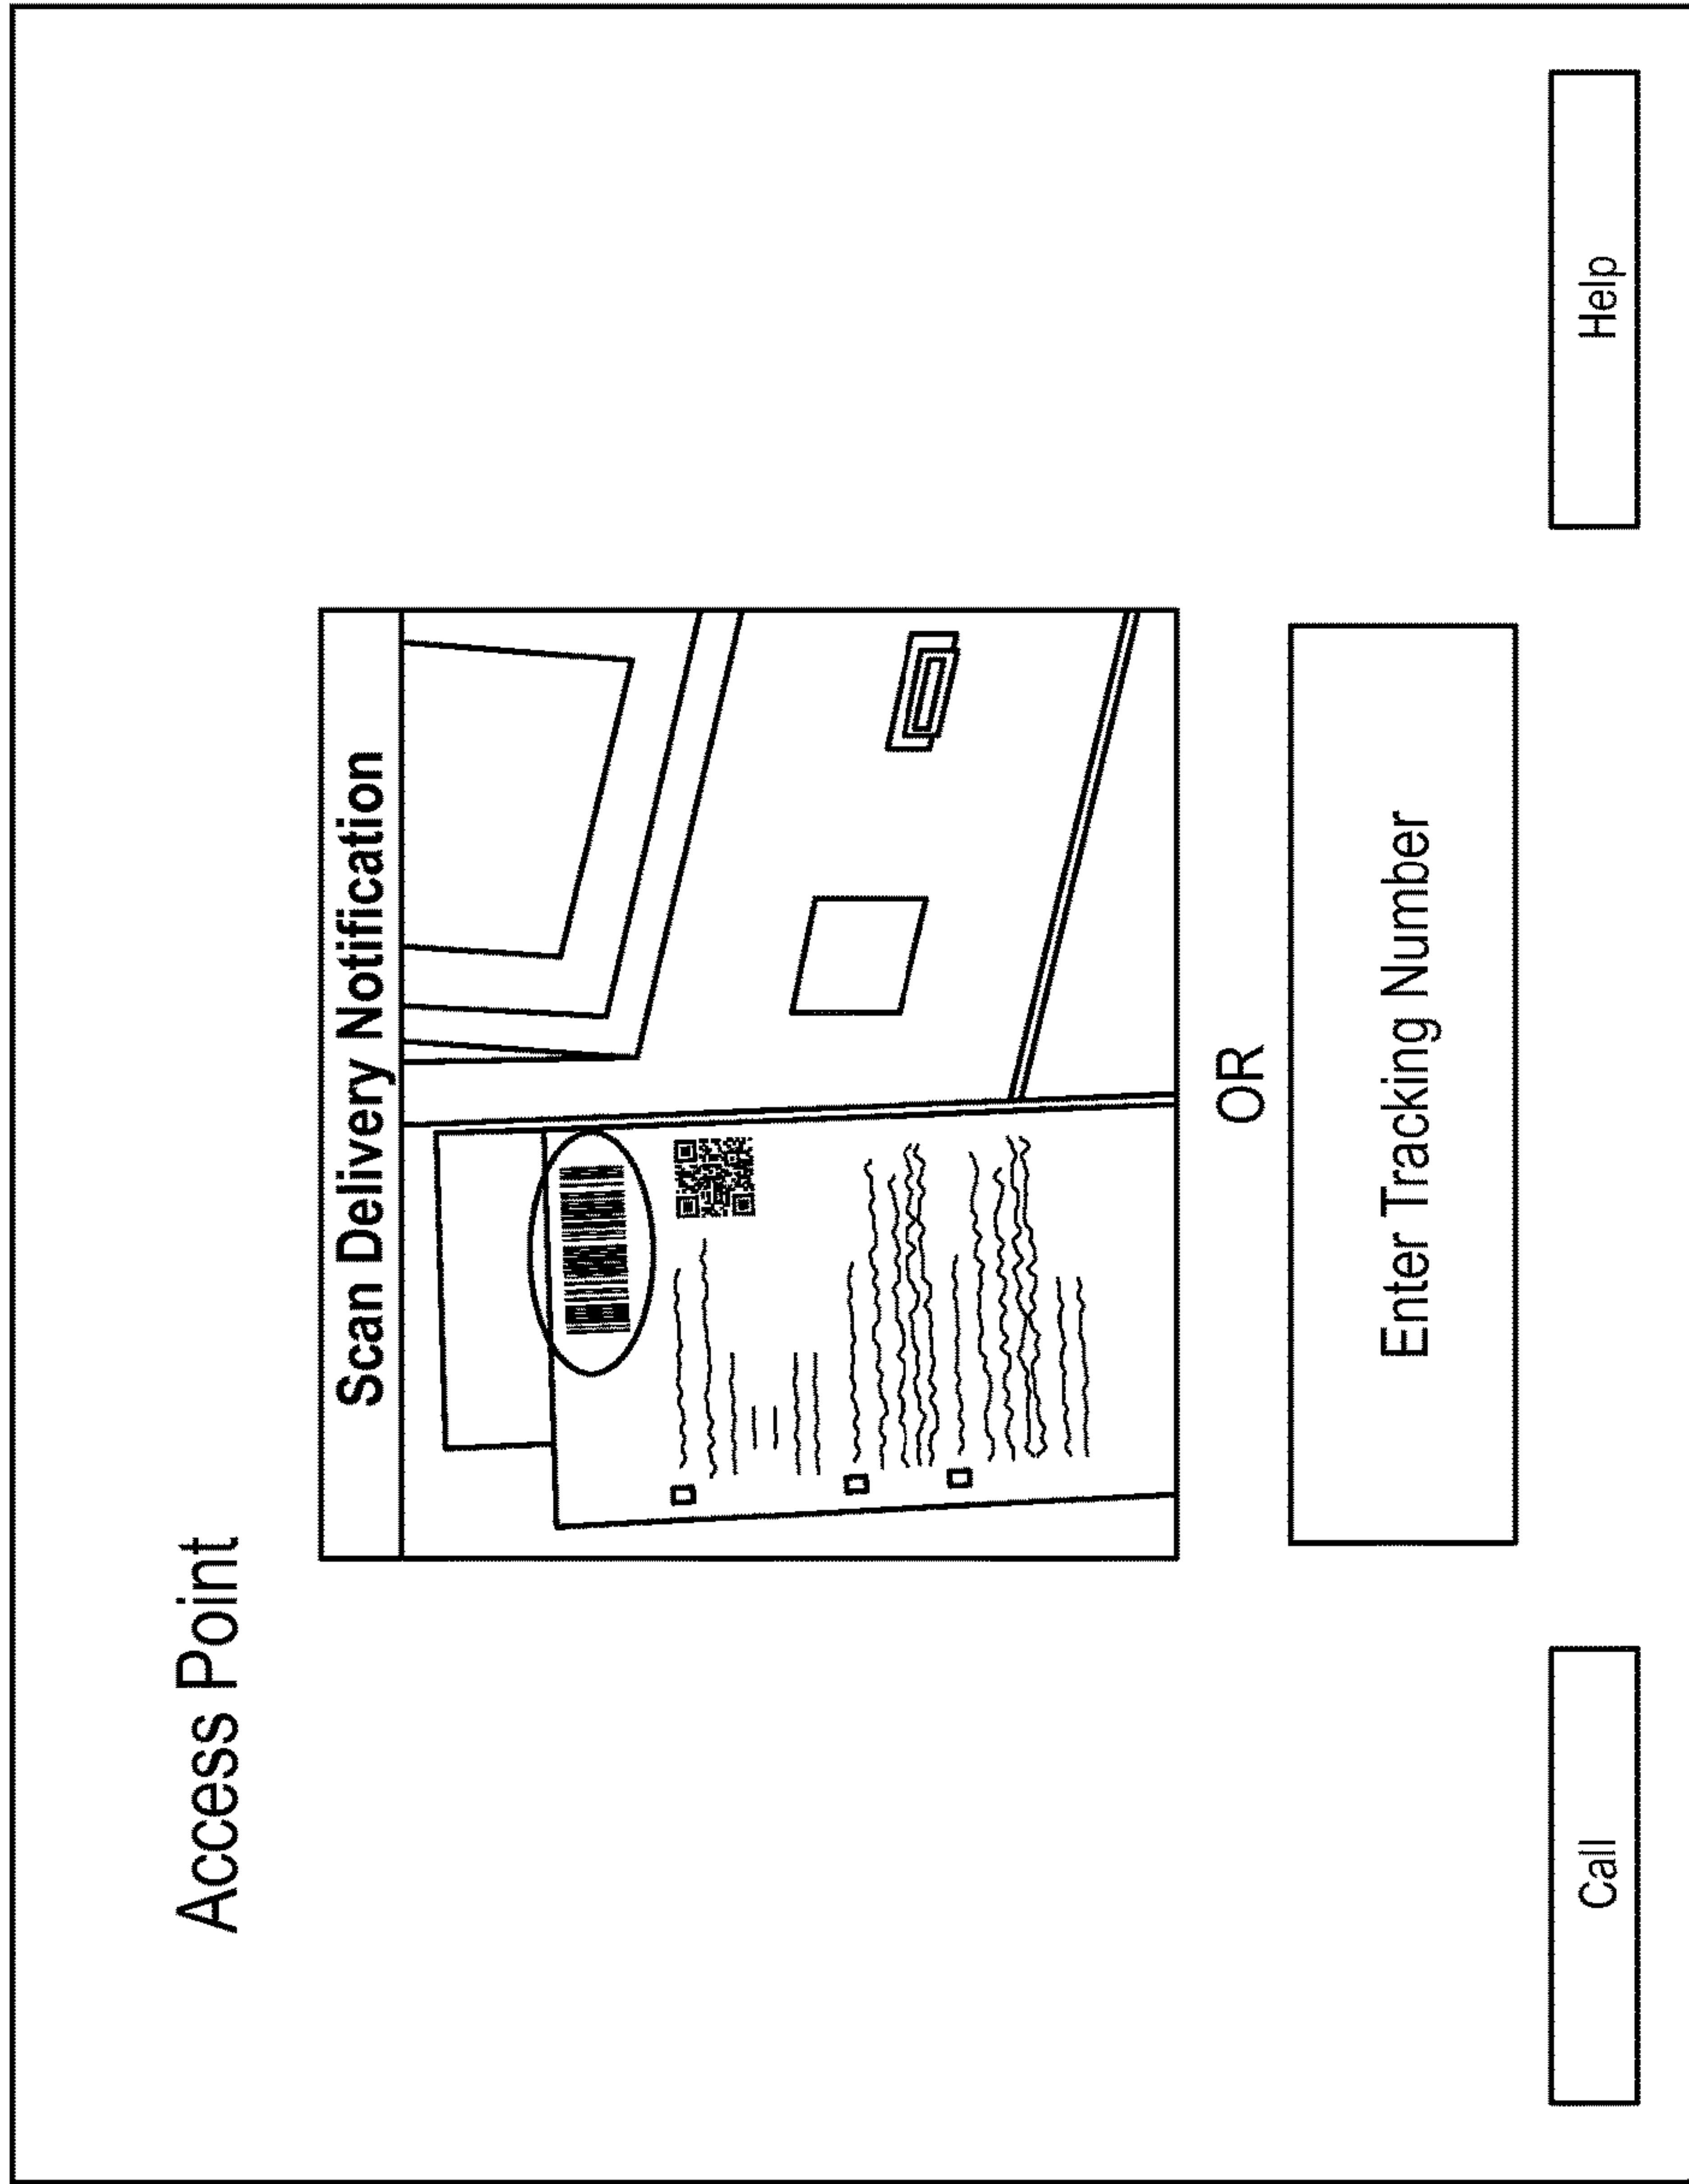 Access Point
Scan Delivery Notification
OR
Enter Tracking Number
Call
Help